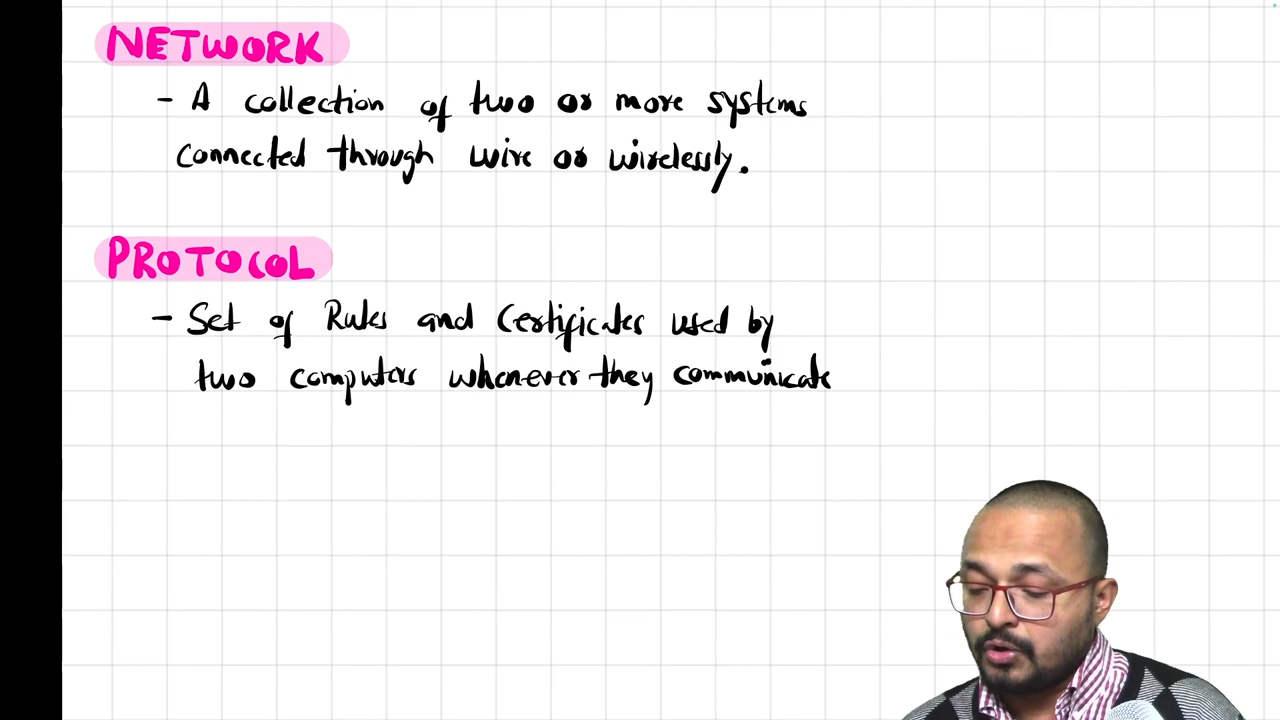 NETWORK
- A collection of two or more systems
connected through wire or wirelessly.
PROTOCOL
- Set of Rules and Certificates used by
two computers whenever they communicate